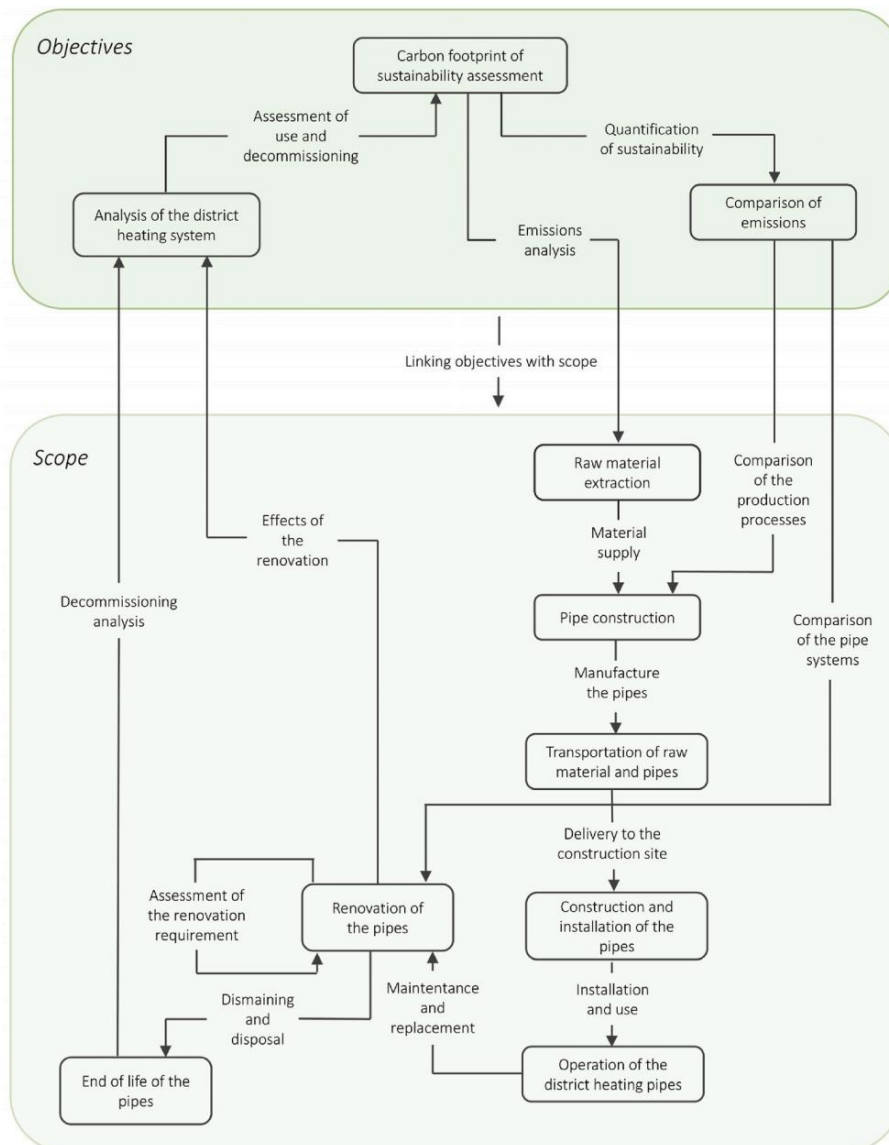 Objectives
Carbon footprint of
sustainability assessment
Assessment of
use and
decommissioning
Quantification
of sustainability
Analysis of the district
heating system
Comparison of
emissions
Emissions
analysis
Linking objectives with scope
Scope
Raw material
extraction
Comparison
of the
production
processes
Effects of
the
renovation
Material
supply
Decommissioning
analysis
Pipe construction
Comparison
of the pipe
systems
Manufacture
the pipes
Transportation of raw
material and pipes
Delivery to the
construction site
Assessment of
the renovation
requirement
Renovation of
the pipes
Construction and
installation of the
pipes
Dismaining
and
disposal
Maintentance
and
replacement
Installation
and use
End of life of the
pipes
Operation of the
district heating pipes